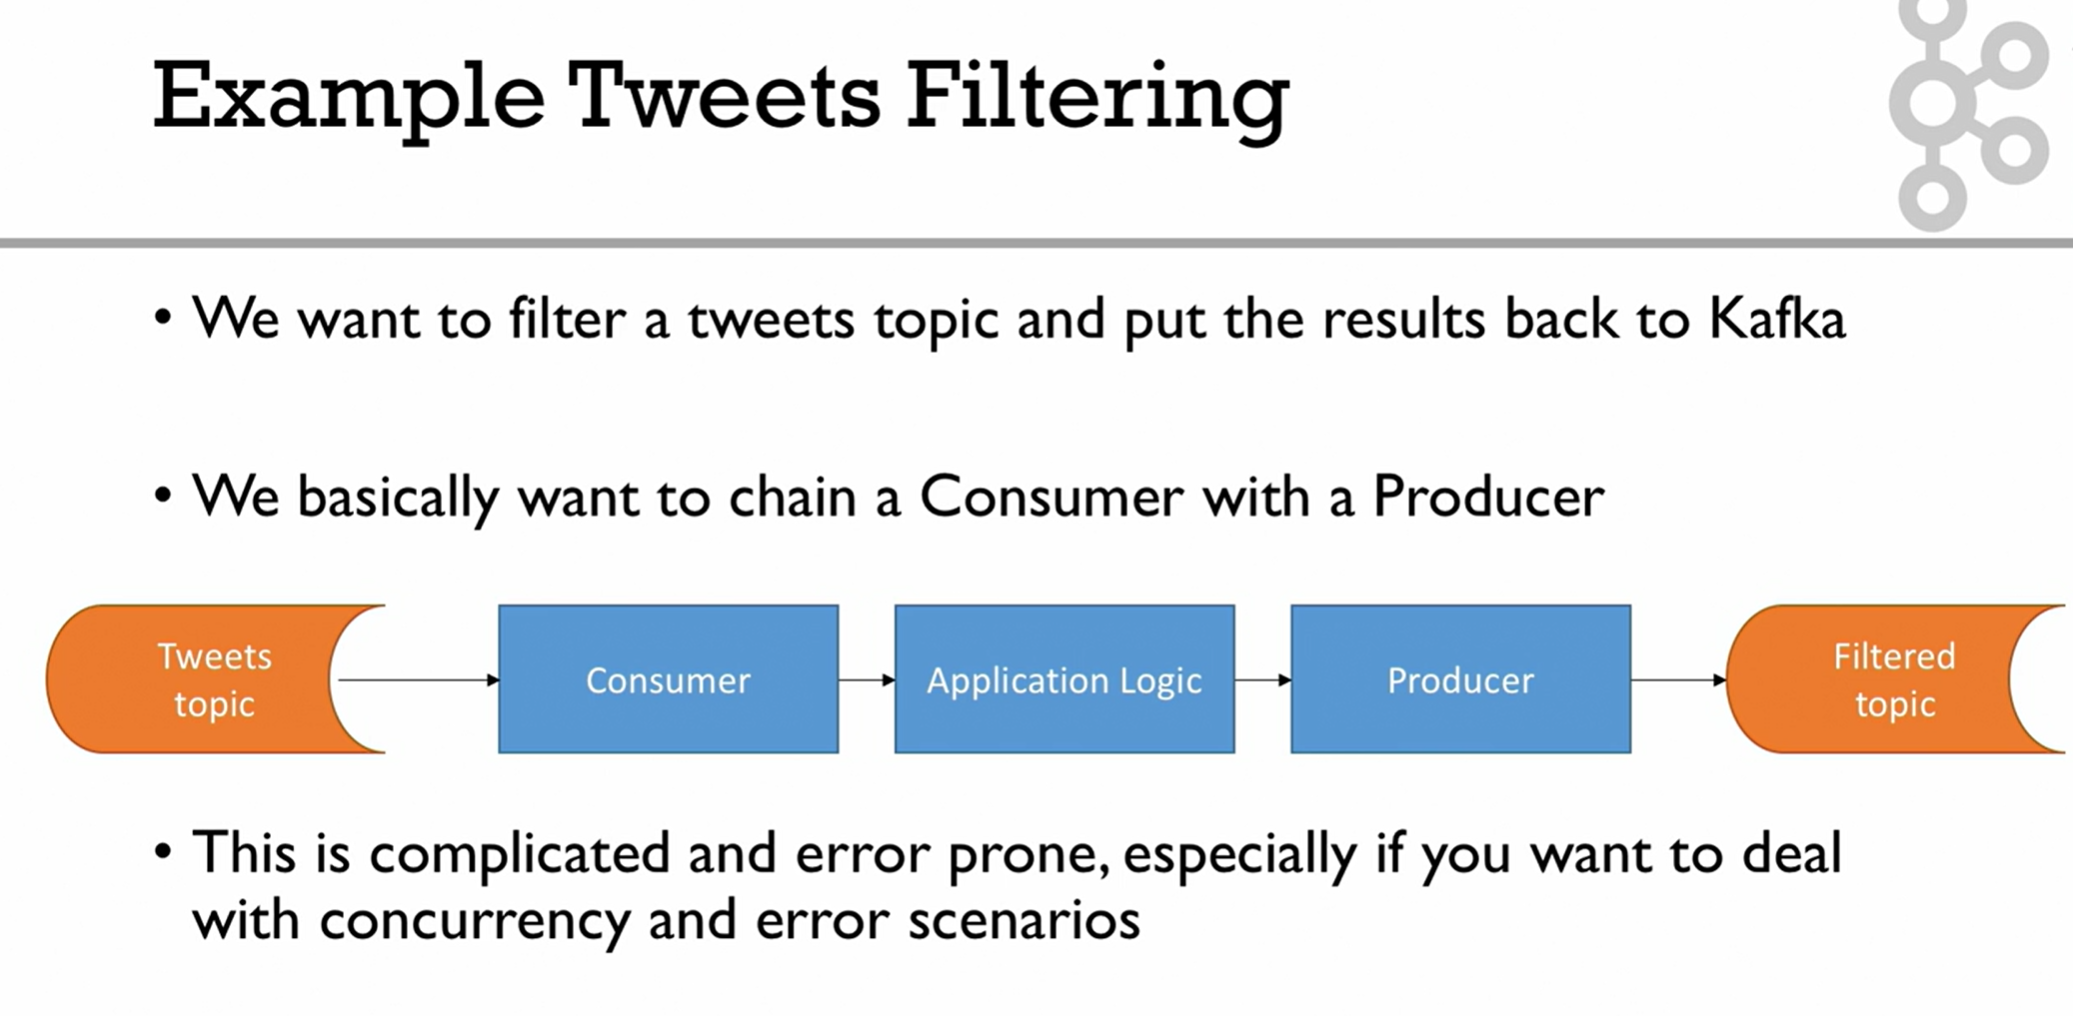 Example Tweets Filtering
• We want to filter a tweets topic and put the results back to Kafka
• We basically want to chain a Consumer with a Producer
Tweets
topic
Consumer
Application Logic
Producer
Filtered
topic
• This is complicated and error prone, especially if you want to deal
with concurrency and error scenarios